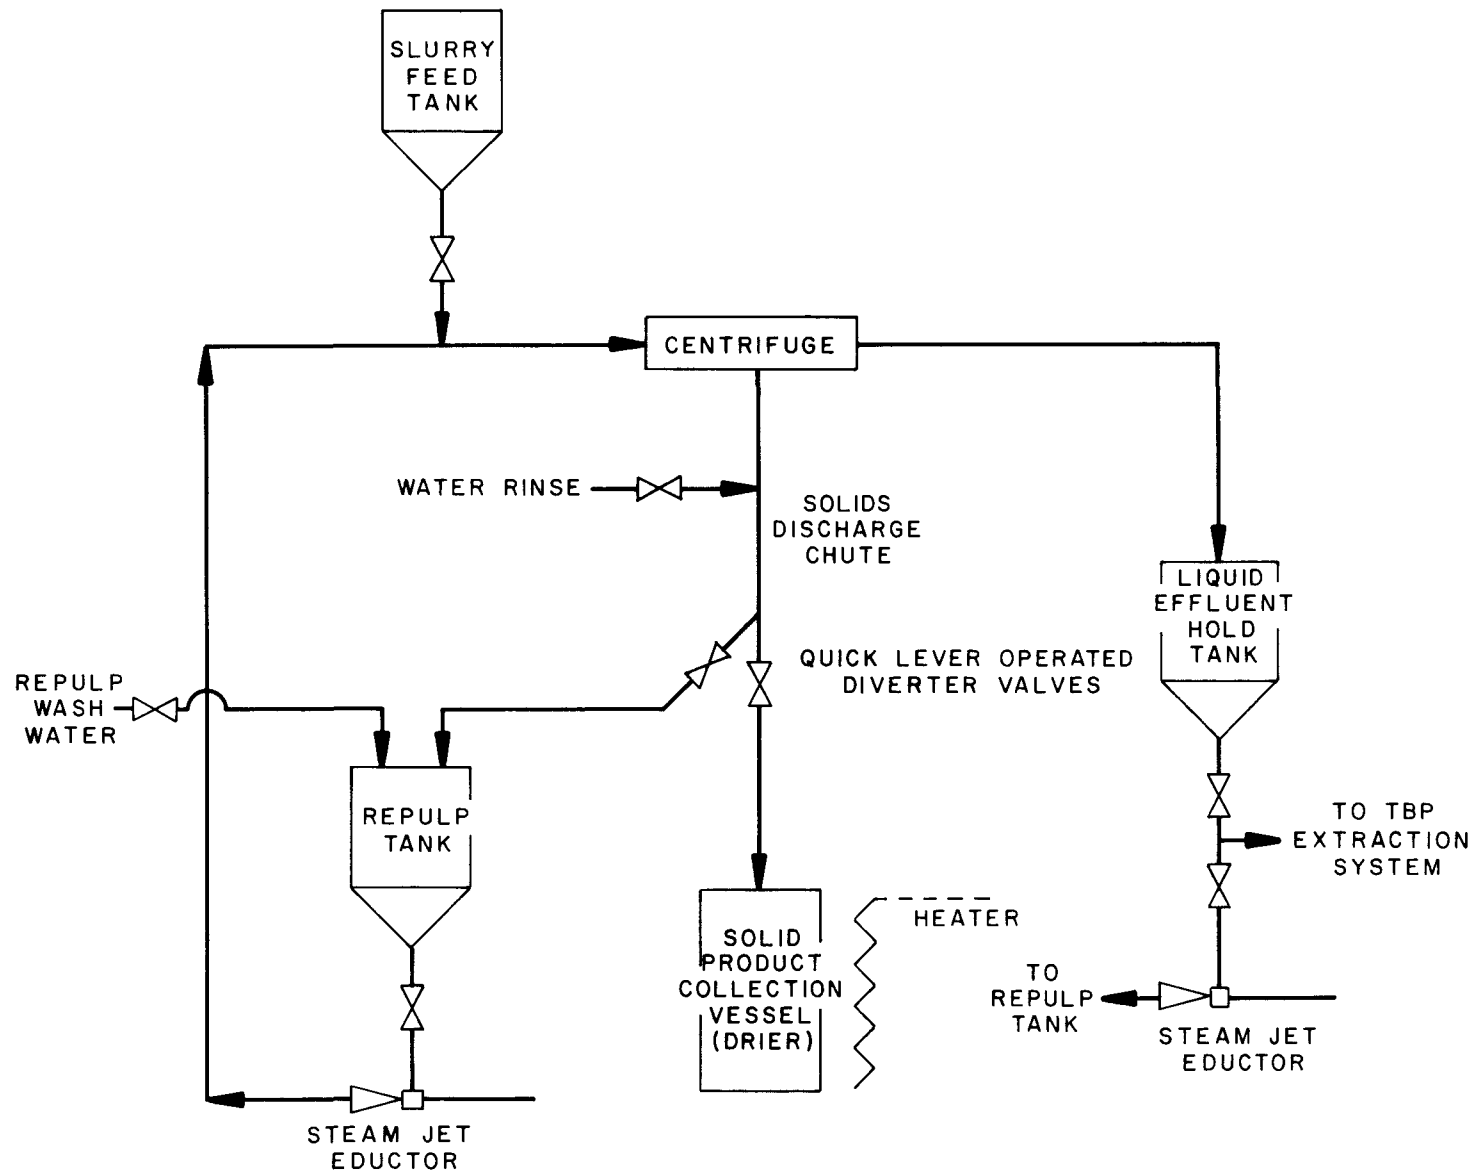 SLURRY
FEED
TANK
CENTRIFUGE
WATER RINSE
SOLIDS
DISCHARGE
CHUTE
LIQUID
EFFLUENT
HOLD
TANK
QUICK LEVER OPERATED
DIVERTER VALVES
REPULP
WASH
WATER
REPULP
TANK
TO TBP
EXTRACTION
SYSTEM
HEATER
SOLID
PRODUCT
COLLECTION
VESSEL
(DRIER)
TO
REPULP
TANK
STEAM JET
EDUCTOR
STEAM JET
EDUCTOR